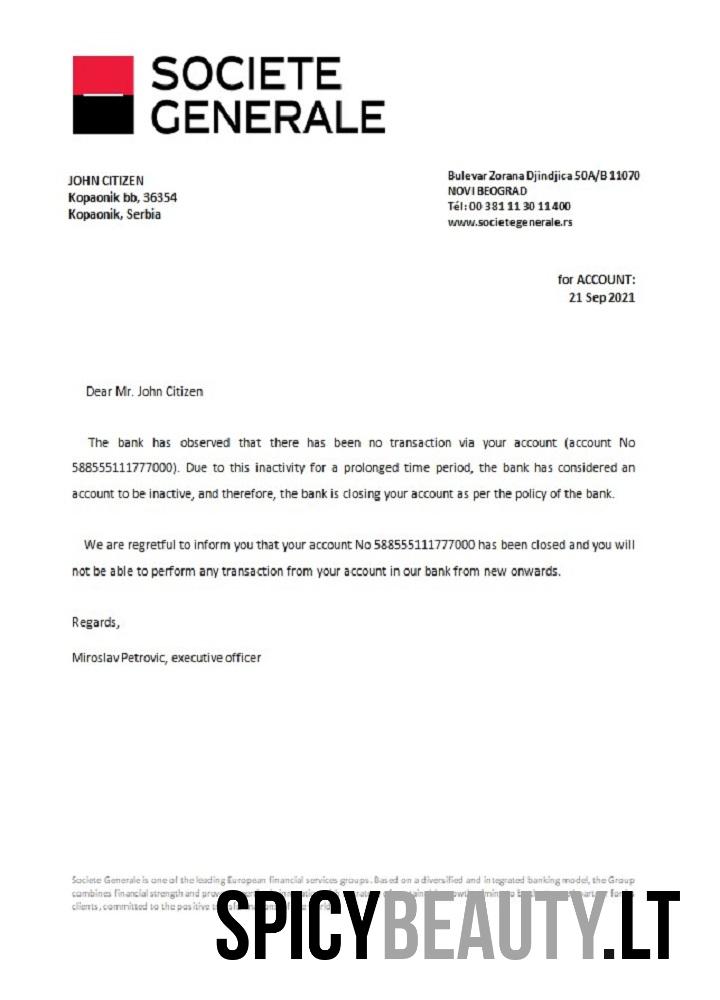 SOCIETE
GENERALE
JOHN CITIZEN
Kopaonik bb, 36354
Kopaonik, Serbia
Bulevar Zorana Djindjica 50A/B 11070
NOVI BEOGRAD
Tél: 00 381 11 30 11 400
www.societegenerale.rs
for ACCOUNT:
21 Sep 2021
Dear Mr. John Citizen
The bank has observed that there has been no transaction via your account (account No
588555111777000). Due to this inactivity for a prolonged time period, the bank has considered an
account to be inactive, and therefore, the bank is closing your account as per the policy of the bank.
We are regretful to inform you that your account No 588555111777000 has been closed and you will
not be able to perform any transaction from your account in our bank from new onwards.
Regards,
Miroslav Petrovic, executive officer
Societe Generale is one of the leading European financial services groups. Based on a diversified and integrated banking model, the Group
combines financial strength and
clients, committed to the positive
SPICYBEAUTY.LT